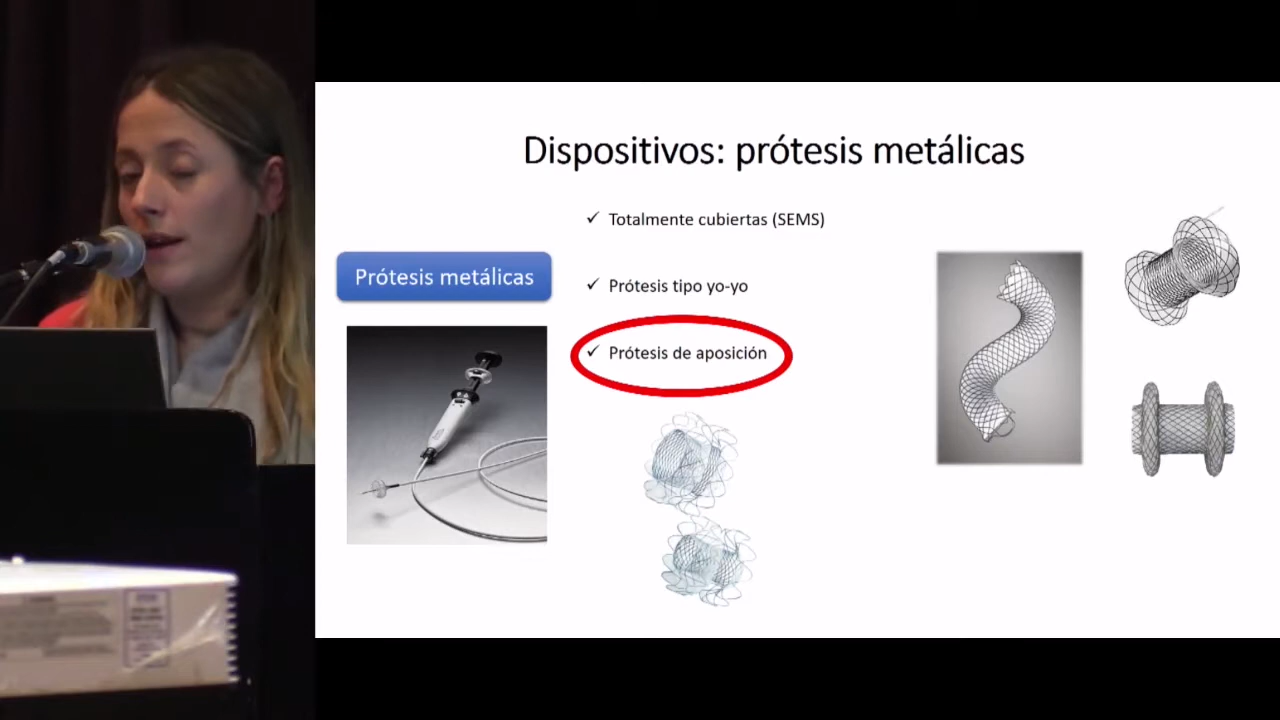 Dispositivos: prótesis metálicas
Totalmente cubiertas (SEMS)
Prótesis metálicas
Prótesis tipo yo-yo
Prótesis de aposición